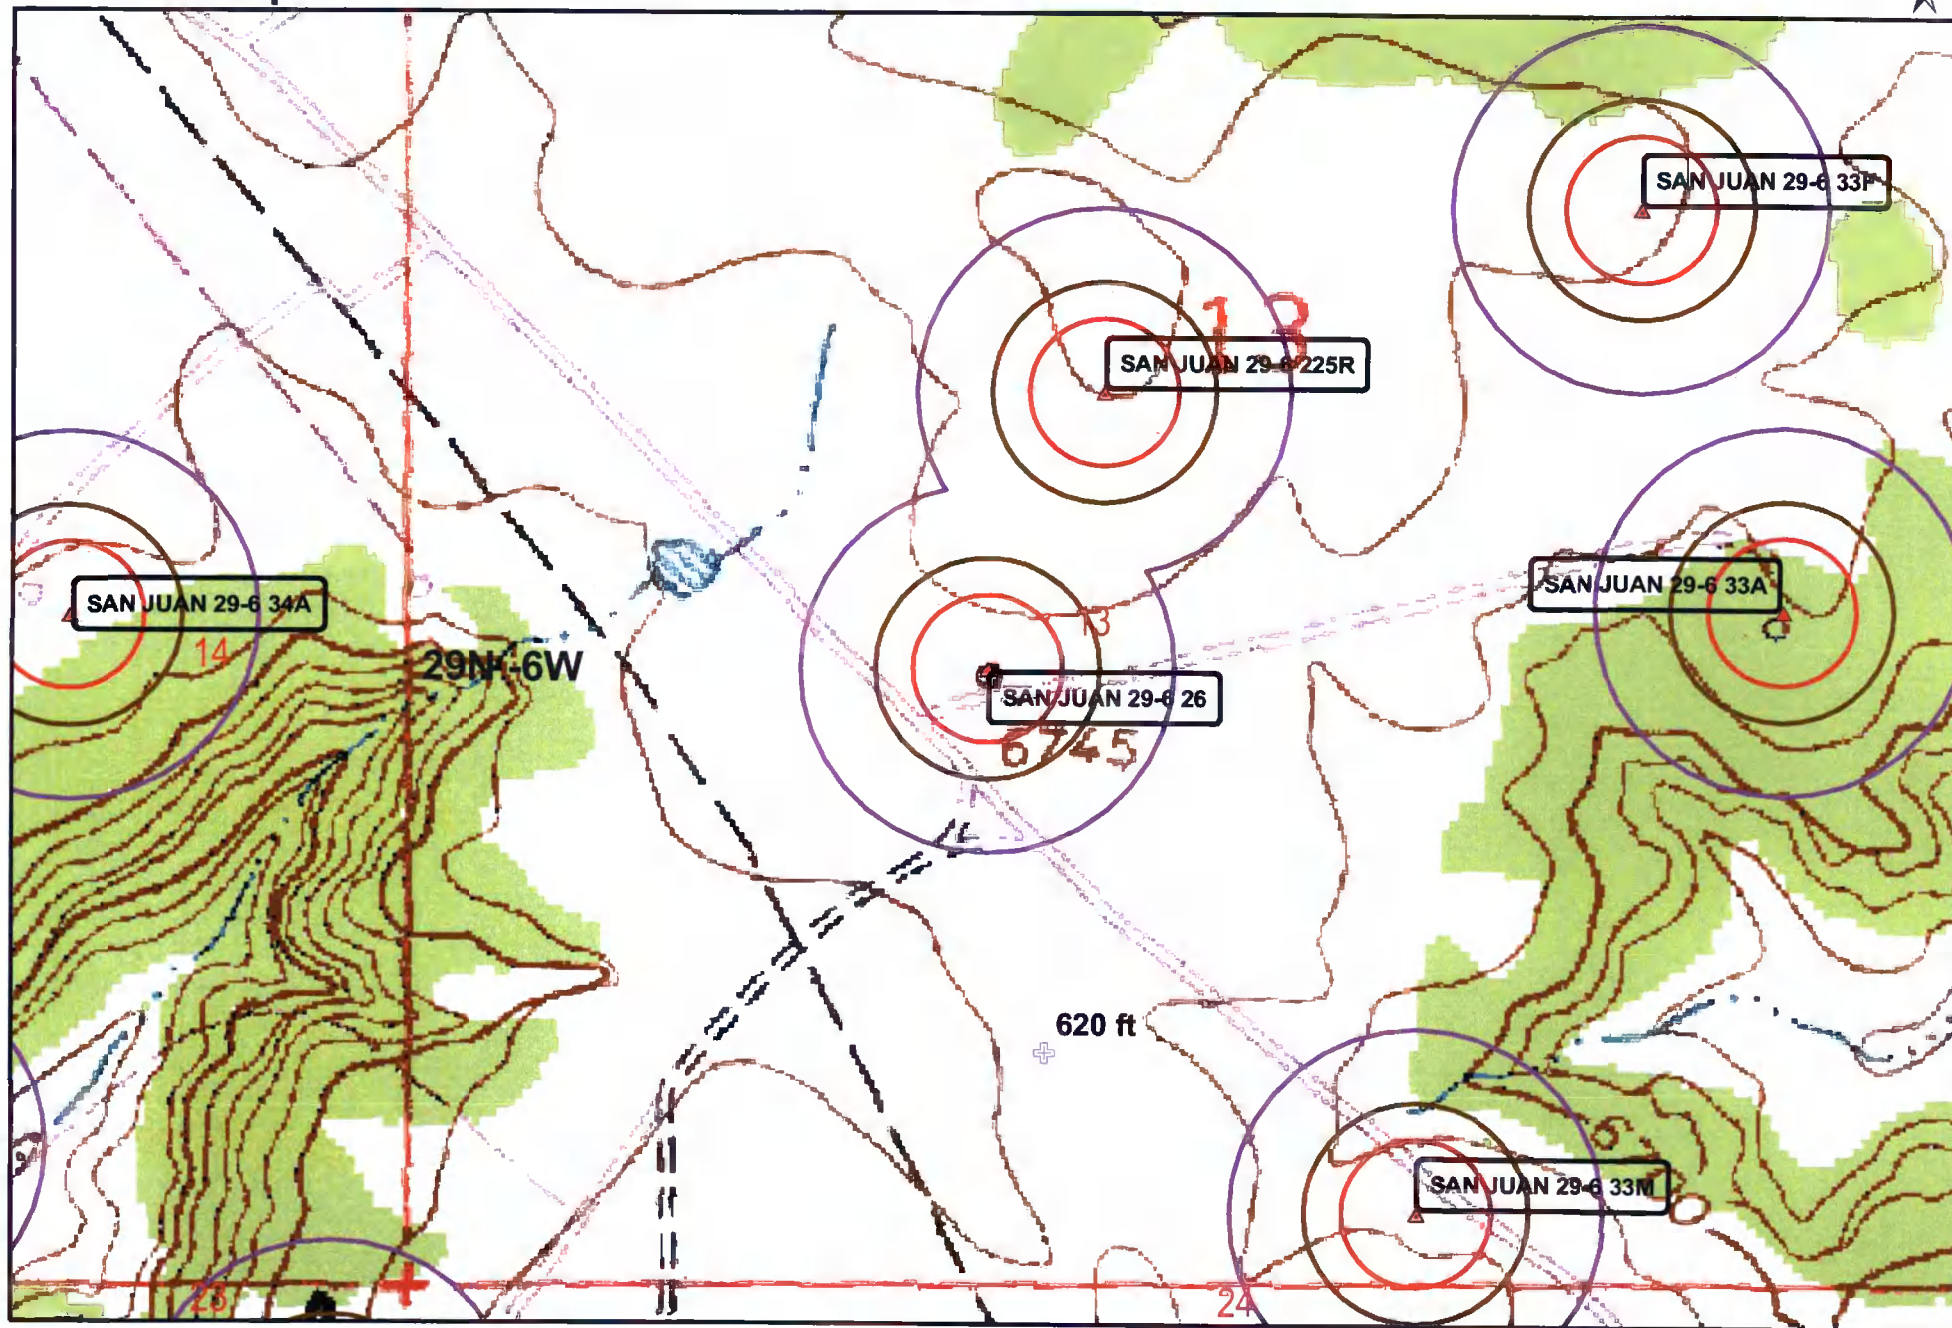 SAN JUAN 29-6 33P
13
SAN JUAN 29-6 225R
SAN JUAN 29-6 33A
SAN JUAN 29-6 34A
13
14
29N-6W
SAN JUAN 29-6 26
6745
620 ft
SAN JUAN 29-6 33M
23
24